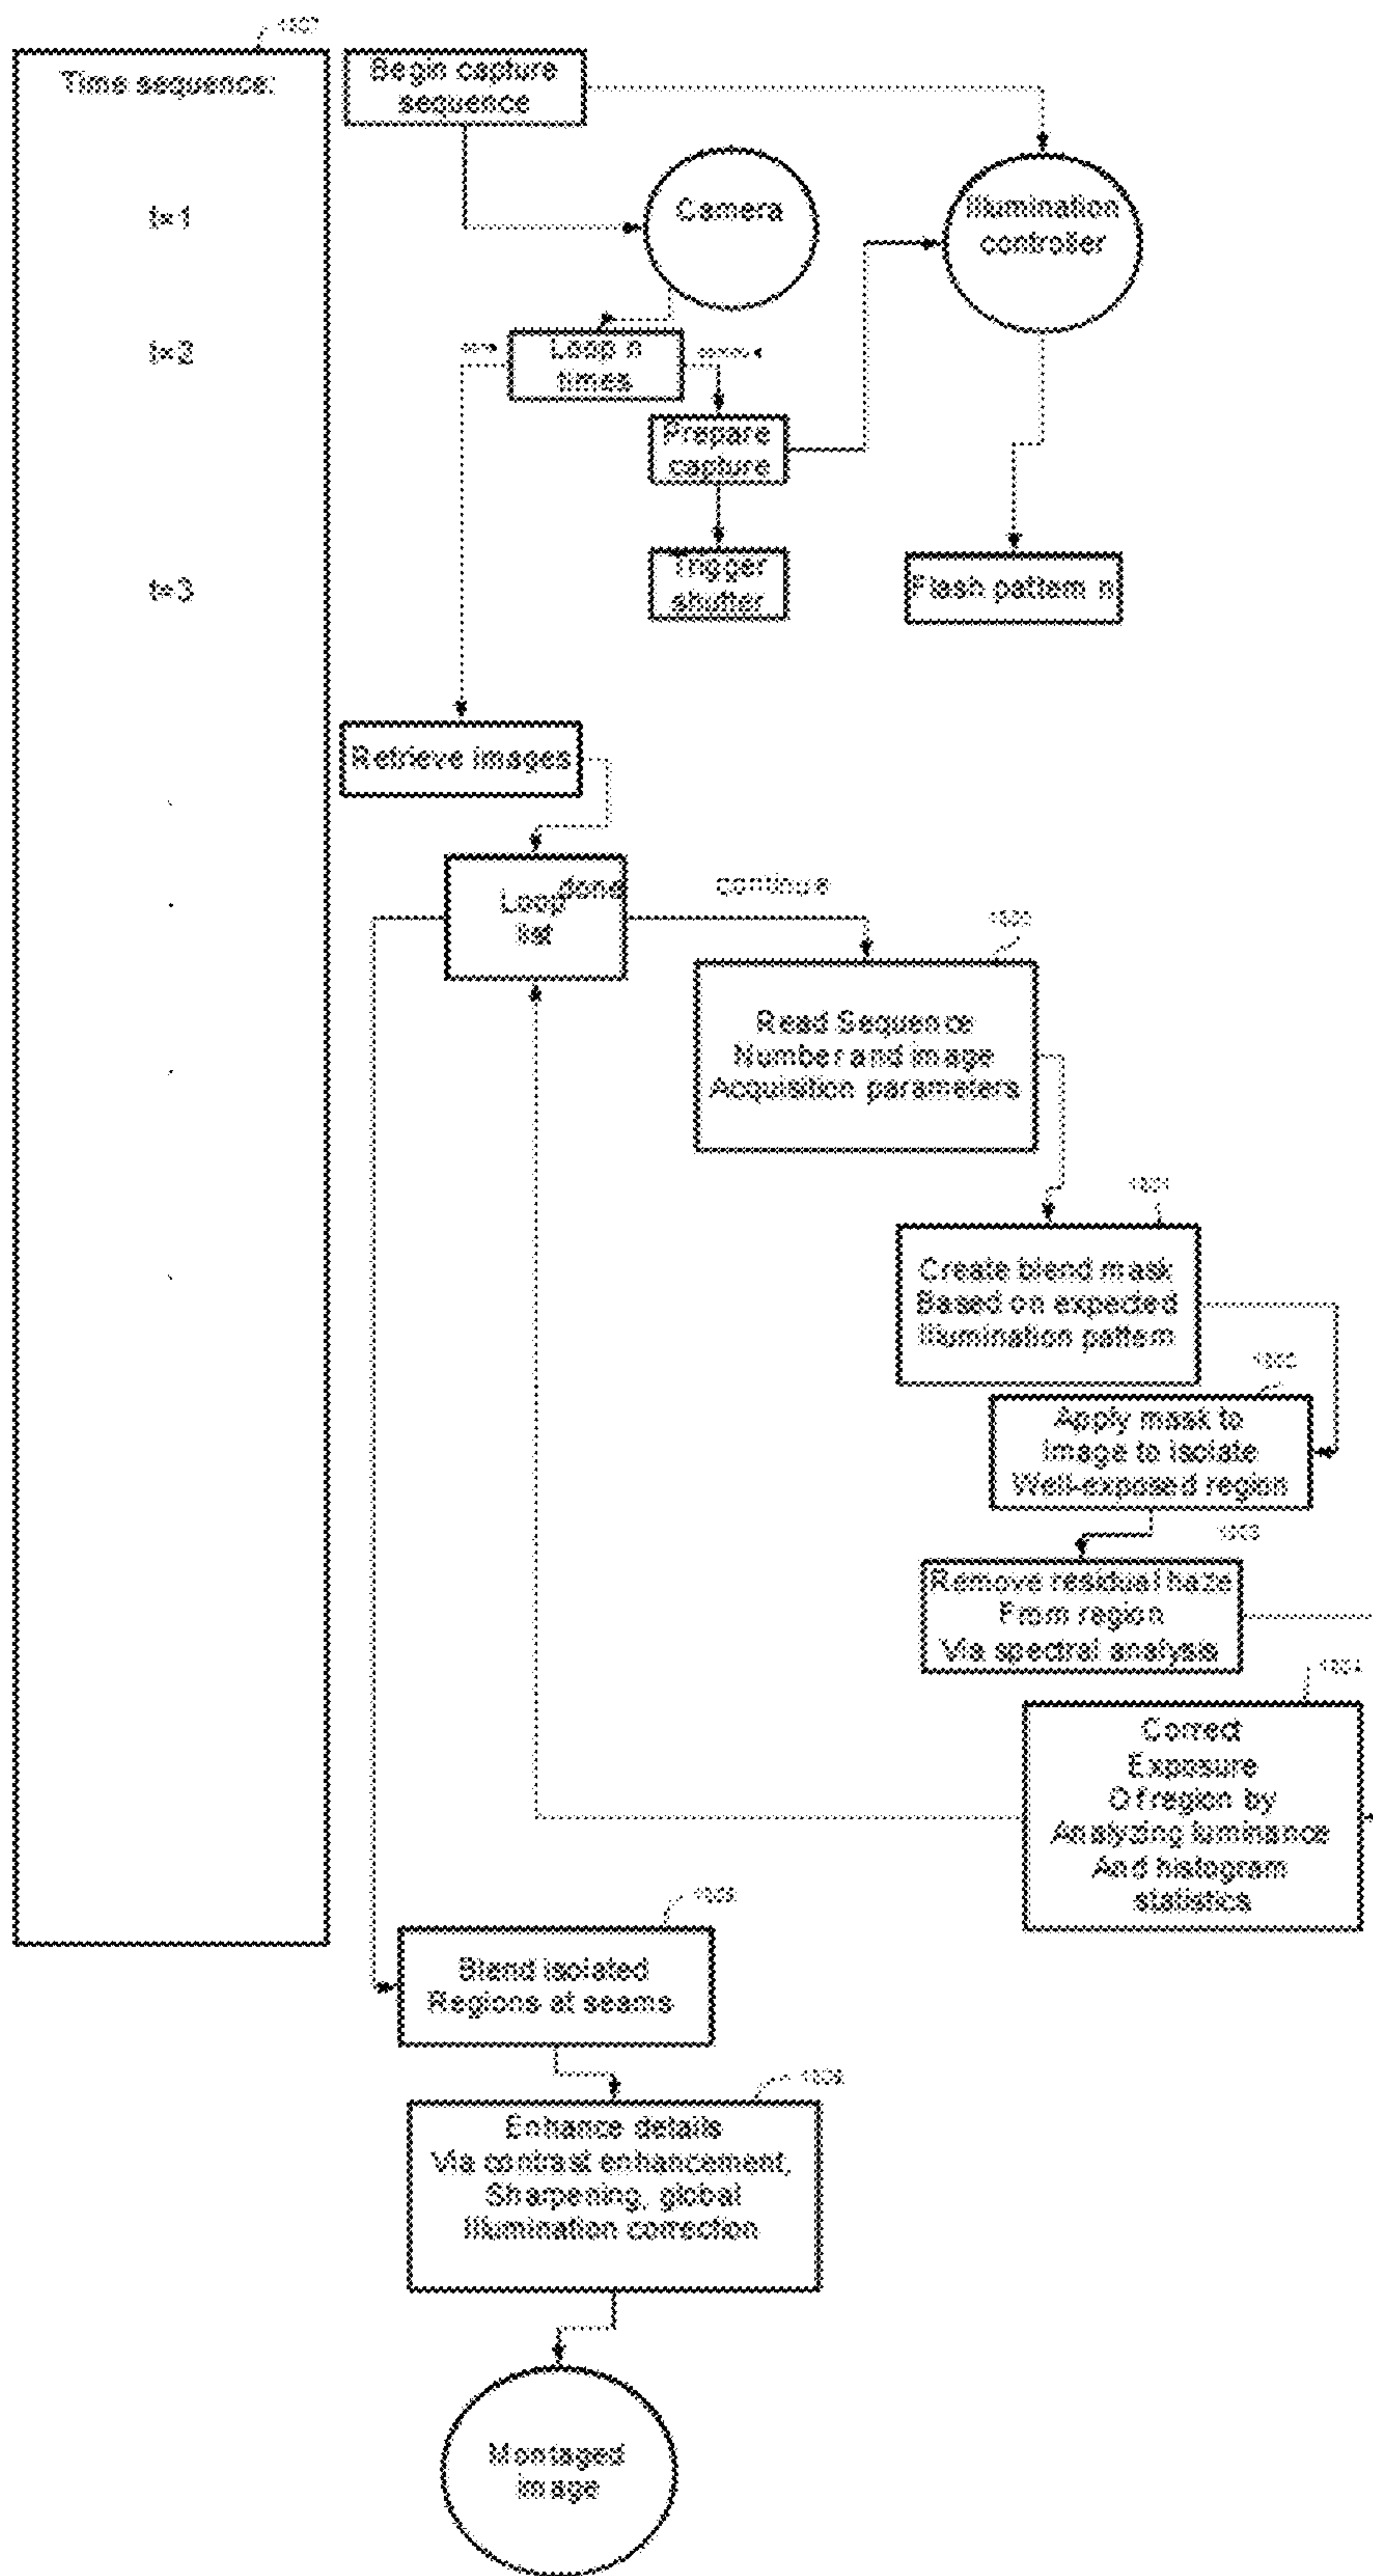 Time sequence:
t=1
t=2
t=3
Begin capture
sequence
Camera
Illumination
controller
Loop n
times
Prepare
capture
Trigger
shutter
Flash pattern n
Retrieve images
done
Loop
list
continue
Read Sequence
Number and image
Acquisition parameters
Create blend mask
Based on expected
Illumination pattern
Apply mask to
image to isolate
Well-exposed region
Remove residual haze
From region
Via spectral analysis
Correct
Exposure
Of region by
Analyzing luminance
And histogram
statistics
Blend isolated
Regions at seams
Enhance details
Via contrast enhancement,
Sharpening, global
Illumination correction
Montaged
image